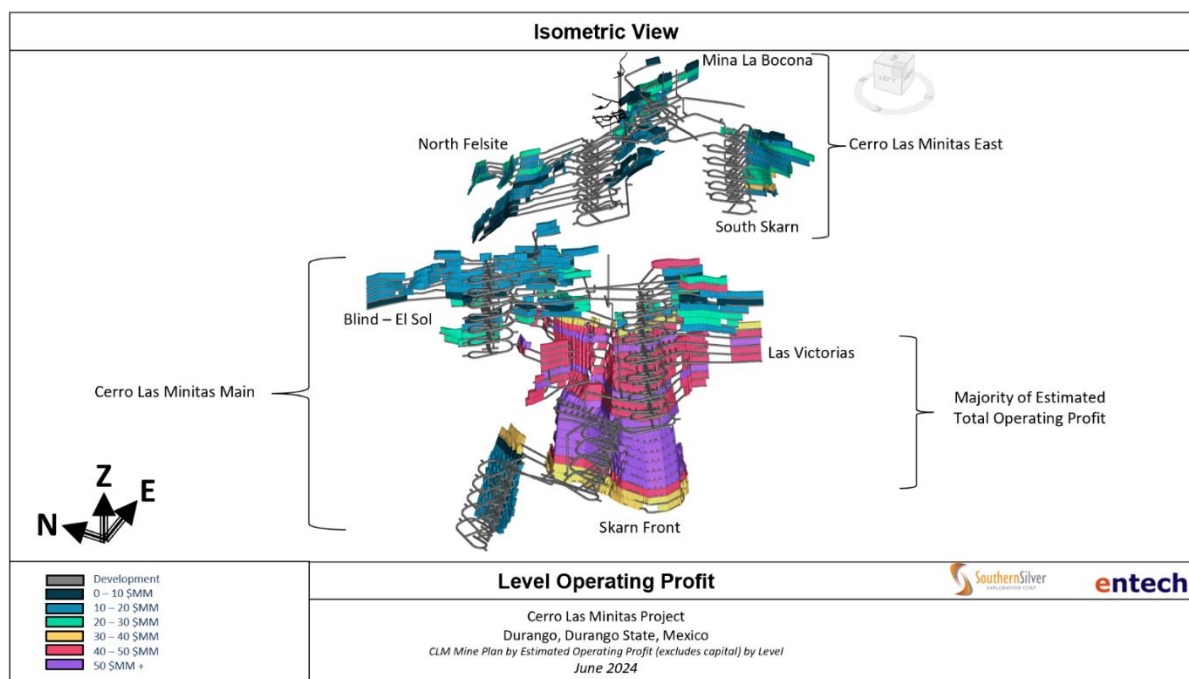 Isometric View
Mina La Bocona
North Felsite
Cerro Las Minitas East
South Skarn
Blind – El Sol
Las Victorias
Cerro Las Minitas Main
Majority of Estimated
Total Operating Profit
Skarn Front
N
Z
E
Development
0 – 10 $MM
10 – 20 $MM
20 – 30 $MM
30 – 40 $MM
40 – 50 $MM
50 $MM +
Level Operating Profit
SouthernSilver
EXPLORATION CORP
entech
Cerro Las Minitas Project
Durango, Durango State, Mexico
CLM Mine Plan by Estimated Operating Profit (excludes capital) by Level
June 2024